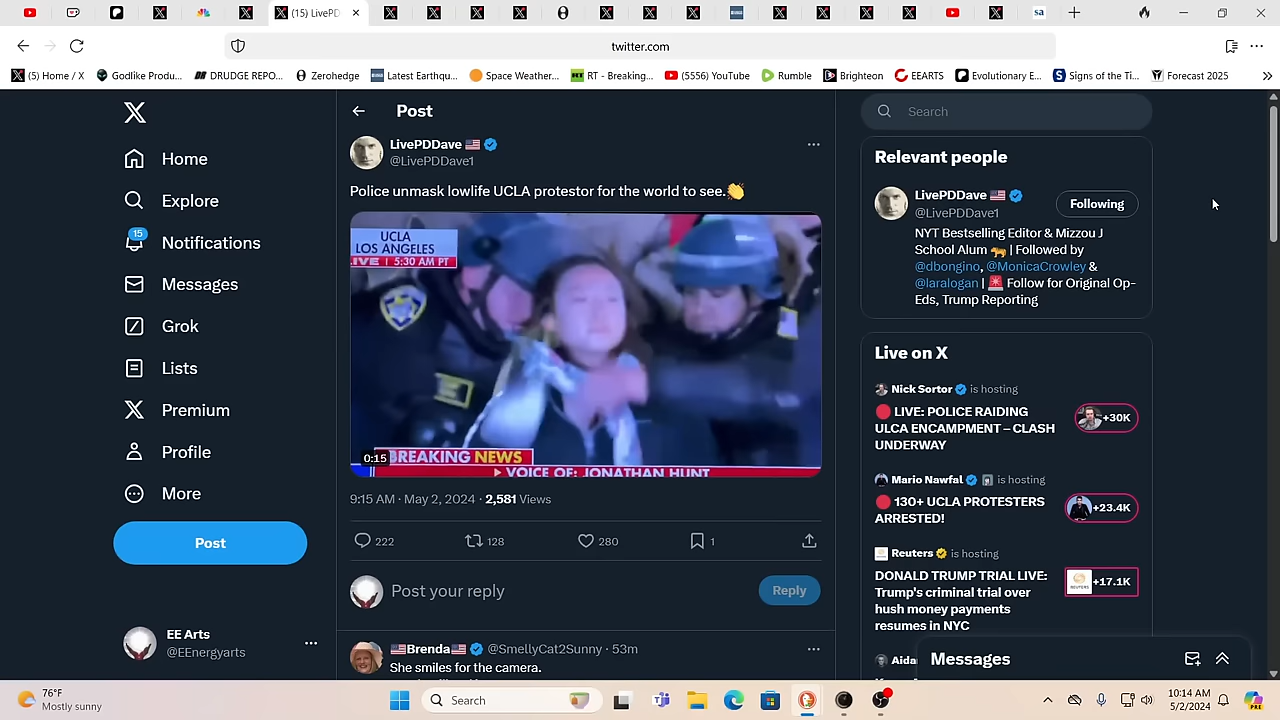 (15) LivePD
(5) Home / X
Godlike Produ...
DRUDGE REPO...
Zerohedge
Latest Earthqu...
Space Weather...
RT - Breaking...
(5556) YouTube
Rumble
Brighteon
EEARTS
Evolutionary E...
Signs of the Ti...
Forecast 2025
twitter.com
Home
Explore
15
Notifications
Messages
Grok
Lists
Premium
Profile
More
Post
EE Arts
@EEnergyarts
Post
LivePDDave
@LivePDDave1
Police unmask lowlife UCLA protestor for the world to see.
UCLA
LOS ANGELES
LIVE | 5:30 AM PT
0:15
BREAKING NEWS
VOICE OF: JONATHAN HUNT
9:15 AM · May 2, 2024 · 2,581 Views
222
128
280
1
Post your reply
Reply
Brenda @SmellyCat2Sunny · 53m
She smiles for the camera.
Search
Relevant people
LivePDDave
@LivePDDave1
Following
NYT Bestselling Editor & Mizzou J
School Alum | Followed by
@dbongino, @MonicaCrowley &
@laralogan | Follow for Original Op-
Eds, Trump Reporting
Live on X
Nick Sortor is hosting
LIVE: POLICE RAIDING
ULCA ENCAMPMENT – CLASH
UNDERWAY
+30K
Mario Nawfal is hosting
130+ UCLA PROTESTERS
ARRESTED!
+23.4K
Reuters is hosting
DONALD TRUMP TRIAL LIVE:
Trump's criminal trial over
hush money payments
resumes in NYC
+17.1K
Aida
Messages
76°F
Mostly sunny
Search
10:14 AM
5/2/2024